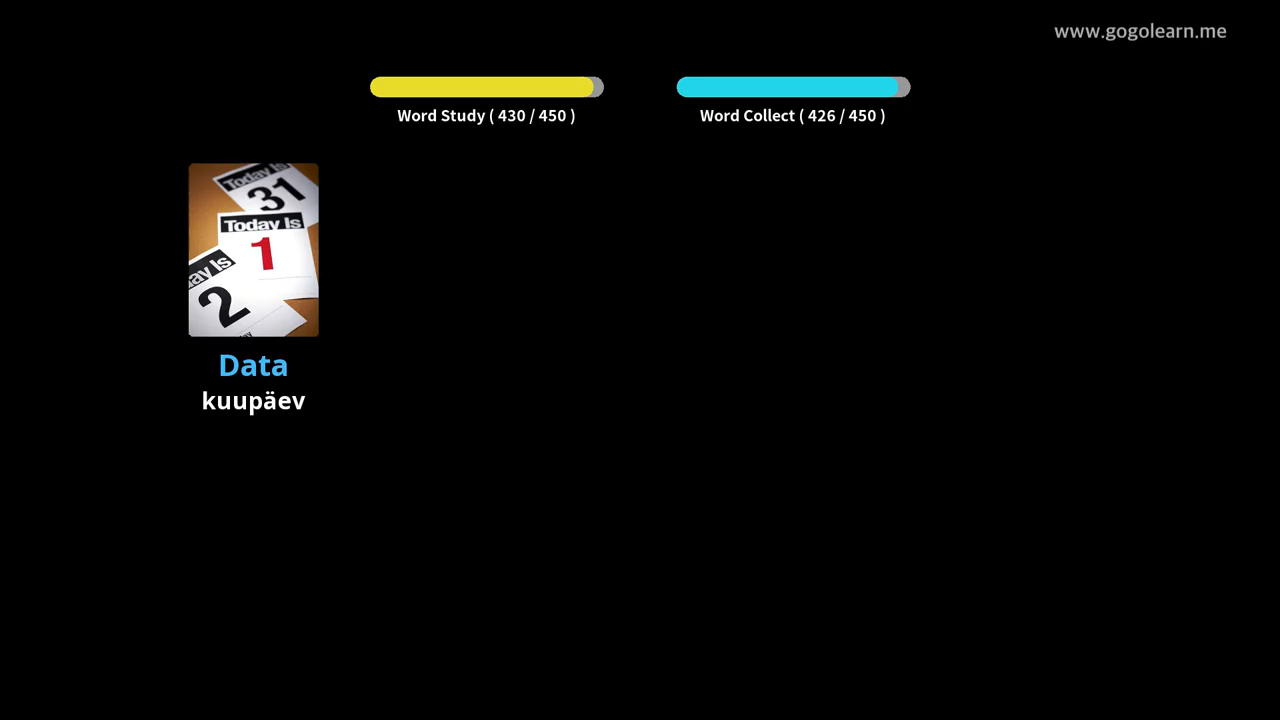 www.gogolearn.me
Word Study ( 430 / 450 )
Word Collect ( 426 / 450 )
Today Is
31
Today Is
1
ay Is
2
Data
kuupäev